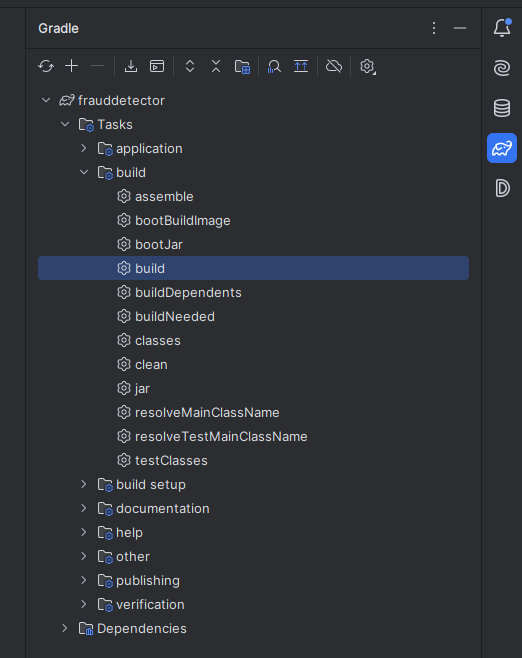 Gradle
frauddetector
Tasks
application
build
assemble
bootBuildImage
bootJar
build
buildDependents
buildNeeded
classes
clean
jar
resolveMainClassName
resolveTestMainClassName
testClasses
build setup
documentation
help
other
publishing
verification
Dependencies